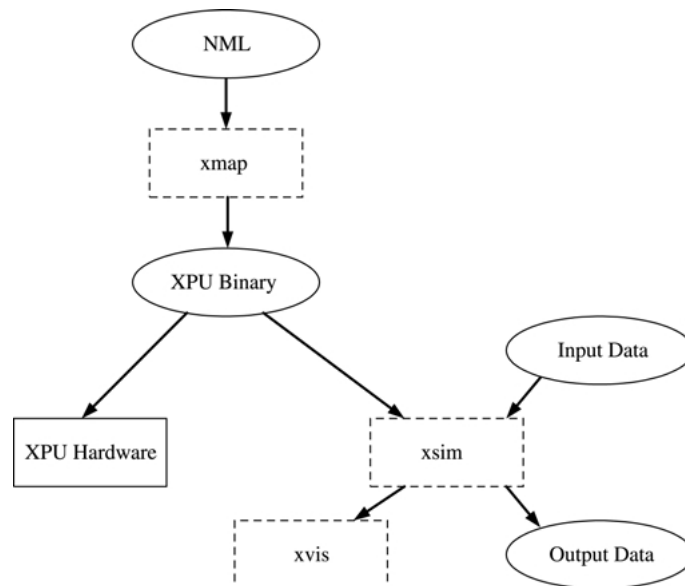 NML
xmap
XPU Binary
Input Data
XPU Hardware
xsim
xvis
Output Data